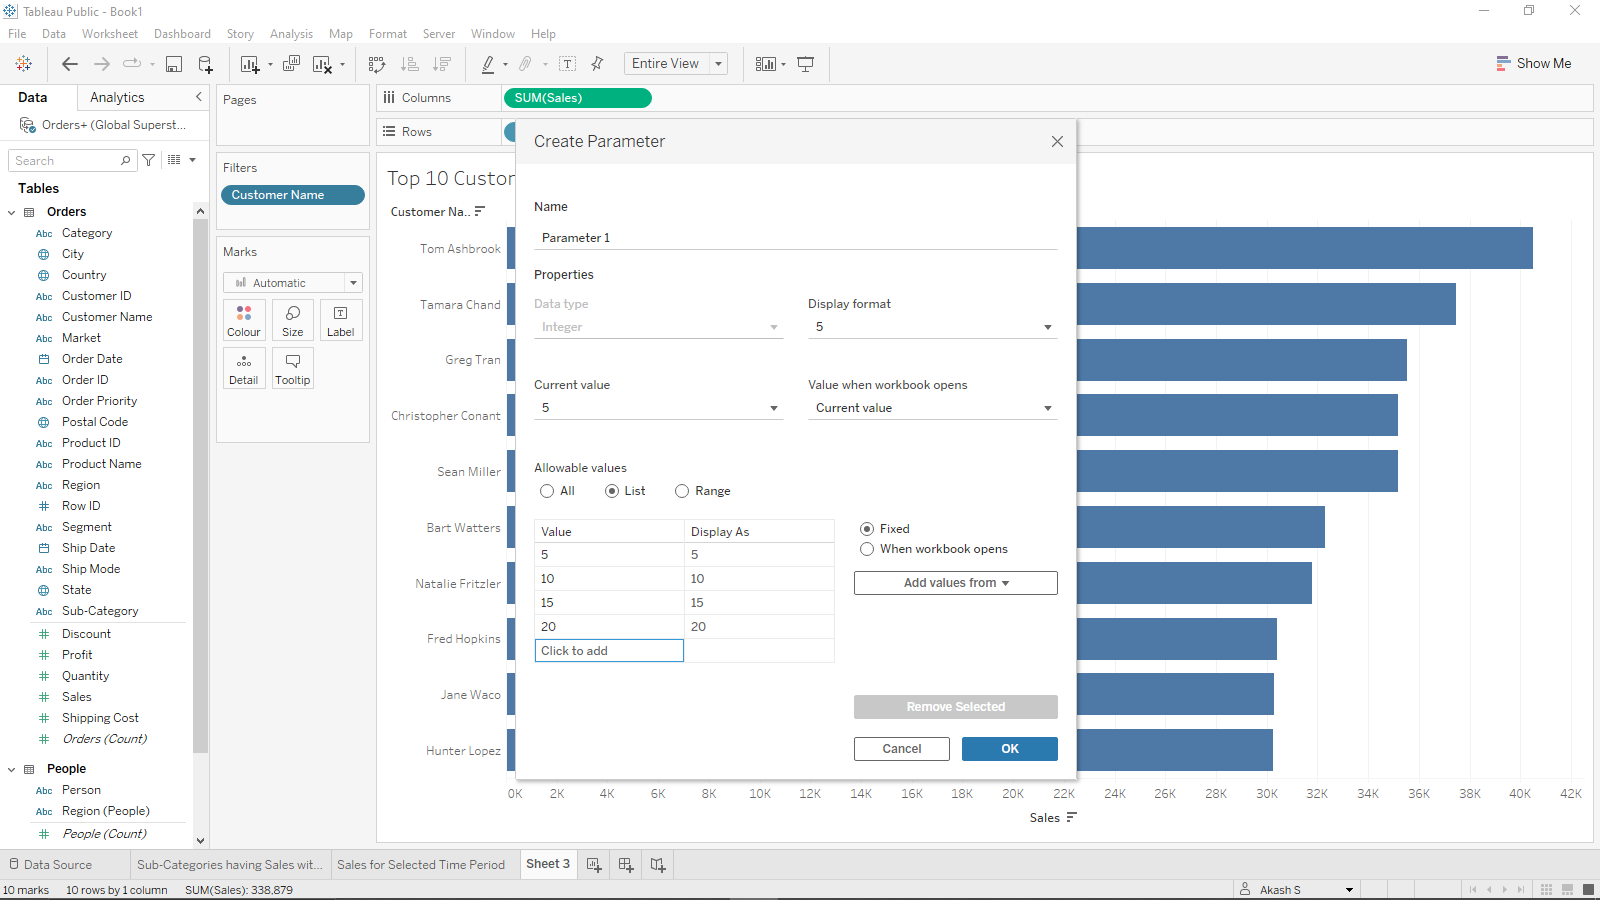 Tableau Public - Book1
File Data Worksheet Dashboard Story Analysis Map Format Server Window Help
Entire View
Show Me
Data Analytics
Orders+ (Global Superst...
Search
Tables
Orders
Abc Category
City
Country
Abc Customer ID
Abc Customer Name
Abc Market
Order Date
Abc Order ID
Abc Order Priority
Postal Code
Abc Product ID
Abc Product Name
Abc Region
Row ID
Abc Segment
Ship Date
Abc Ship Mode
State
Abc Sub-Category
Discount
Profit
Quantity
Sales
Shipping Cost
Orders (Count)
People
Abc Person
Abc Region (People)
People (Count)
Pages
Filters
Customer Name
Marks
Automatic
Colour Size Label
Detail Tooltip
Columns SUM(Sales)
Rows
Top 10 Custor
Customer Na..
Tom Ashbrook
Tamara Chand
Greg Tran
Christopher Conant
Sean Miller
Bart Watters
Natalie Fritzler
Fred Hopkins
Jane Waco
Hunter Lopez
0K 2K 4K 6K 8K 10K 12K 14K 16K 18K 20K 22K 24K 26K 28K 30K 32K 34K 36K 38K 40K 42K
Sales
Create Parameter
Name
Parameter 1
Properties
Data type
Integer
Display format
5
Current value
5
Value when workbook opens
Current value
Allowable values
All List Range
Value Display As
5 5
10 10
15 15
20 20
Click to add
Fixed
When workbook opens
Add values from
Remove Selected
Cancel OK
Data Source Sub-Categories having Sales wit... Sales for Selected Time Period Sheet 3
10 marks 10 rows by 1 column SUM(Sales): 338,879
Akash S